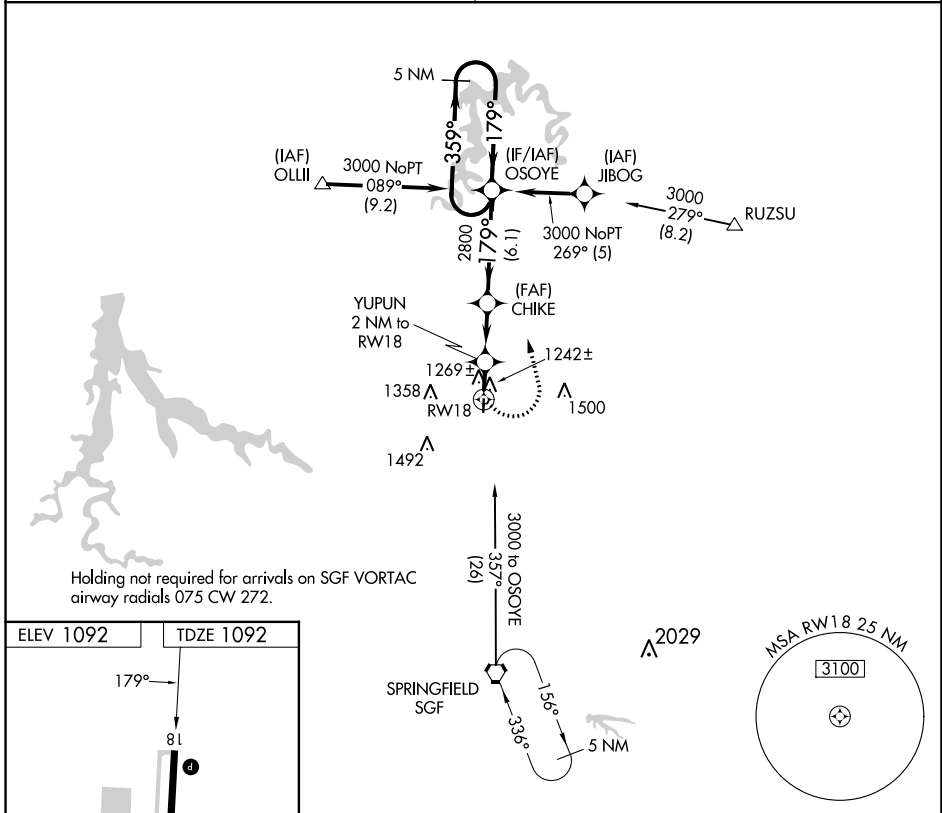 5 NM
359°
179°
(IAF)
OLLII
3000 NoPT
089°
(9.2)
(IF/IAF)
OSOYE
(IAF)
JIBOG
3000
279°
(8.2)
RUZSU
3000 NoPT
269° (5)
2800
179°
(6.1)
(FAF)
CHIKE
YUPUN
2 NM to
RW18
1269±
1242±
1358
RW18
1500
1492
3000 to OSOYE
357°
(26)
Holding not required for arrivals on SGF VORTAC
airway radials 075 CW 272.
ELEV 1092
TDZE 1092
179°
18
P
SPRINGFIELD
SGF
156°
336°
5 NM
2029
MSA RW18 25 NM
3100